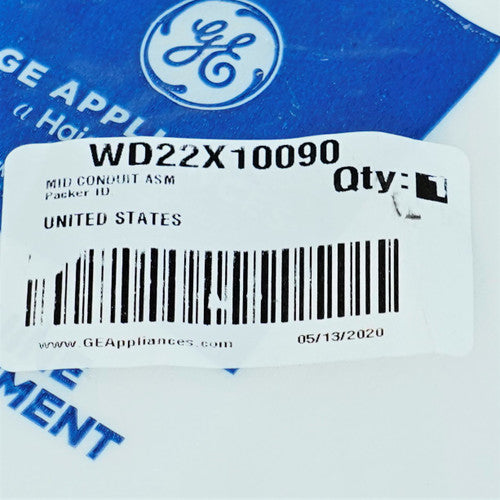 GE
GE APPL
a Hai
WD22X10090
MID CONDUIT ASM
Qty: 1
Packer ID.
UNITED STATES
www.GEAppliances.com
05/13/2020
MENT